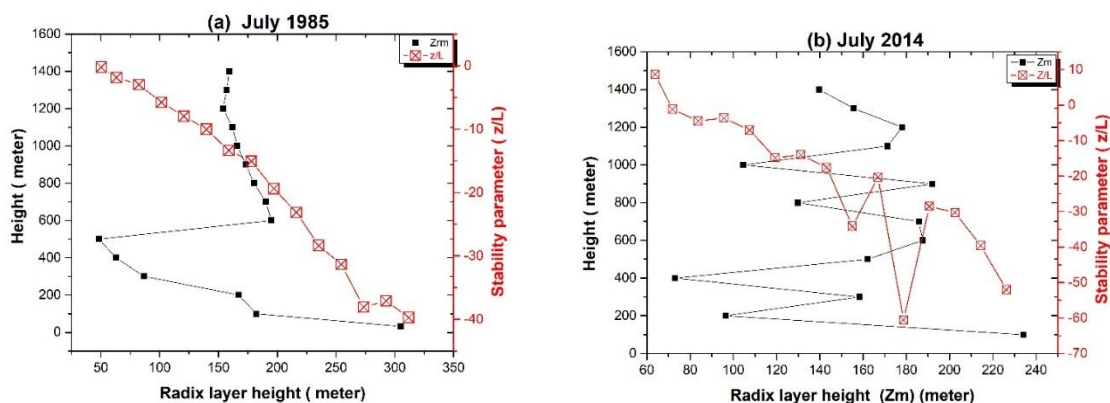 (a) July 1985
Zrm
z/L
1600
1400
1200
1000
800
600
400
200
0
Height ( meter)
0
-10
-20
-30
-40
Stability parameter ( z/L)
50 100 150 200 250 300 350
Radix layer height ( meter)
(b) July 2014
Zm
Z/L
1600
1400
1200
1000
800
600
400
200
0
Height ( meter)
10
0
-10
-20
-30
-40
-50
-60
-70
Stability parameter ( z/L)
60 80 100 120 140 160 180 200 220 240
Radix layer height (Zm) (meter)